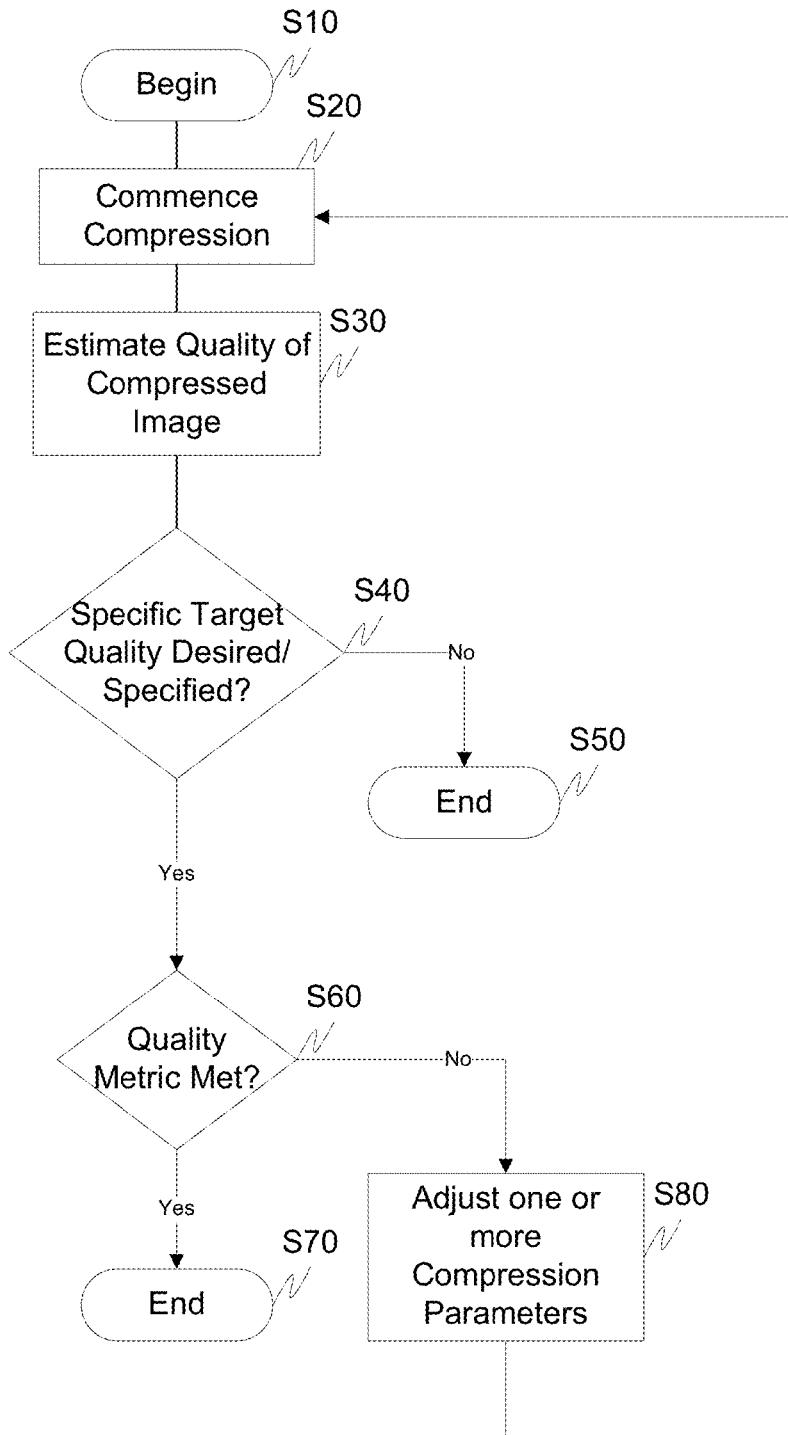 S10
Begin
S20
Commence
Compression
S30
Estimate Quality of
Compressed
Image
S40
Specific Target
Quality Desired/
Specified?
No
S50
End
Yes
S60
Quality
Metric Met?
No
Yes
S70
End
S80
Adjust one or
more
Compression
Parameters